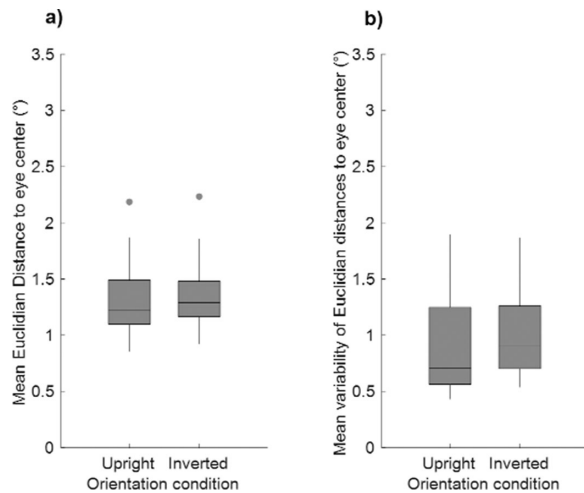 a)
Mean Euclidian Distance to eye center (°)
3.5
3
2.5
2
1.5
1
0.5
0
Upright Inverted
Orientation condition
b)
Mean variability of Euclidian distances to eye center (°)
3.5
3
2.5
2
1.5
1
0.5
0
Upright Inverted
Orientation condition